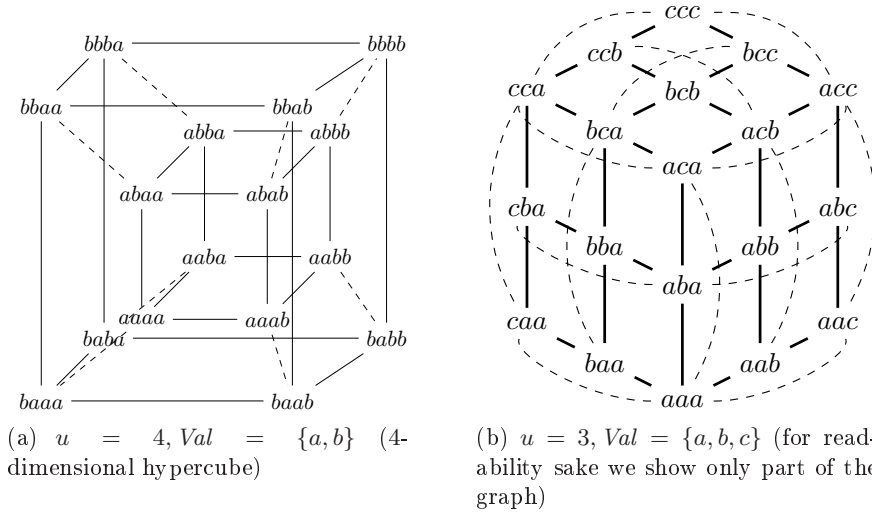 bbba bbbb
bbaa bbab
abba abbb
abaa abab
aaba aabb
aaaa aaab
baba babb
baaa baab
(a) u = 4, Val = {a, b} (4-
dimensional hypercube)
ccc
ccb bcc
cca bcb acc
bca acb
aca
cba abc
bba abb
aba
caa aac
baa aab
aaa
(b) u = 3, Val = {a, b, c} (for read-
ability sake we show only part of the
graph)